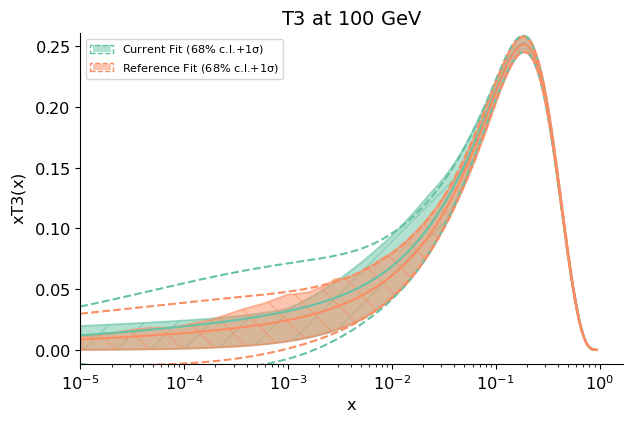 T3 at 100 GeV
Current Fit (68% c.l.+1σ)
Reference Fit (68% c.l.+1σ)
xT3(x)
0.25
0.20
0.15
0.10
0.05
0.00
10⁻⁵ 10⁻⁴ 10⁻³ 10⁻² 10⁻¹ 10⁰
x